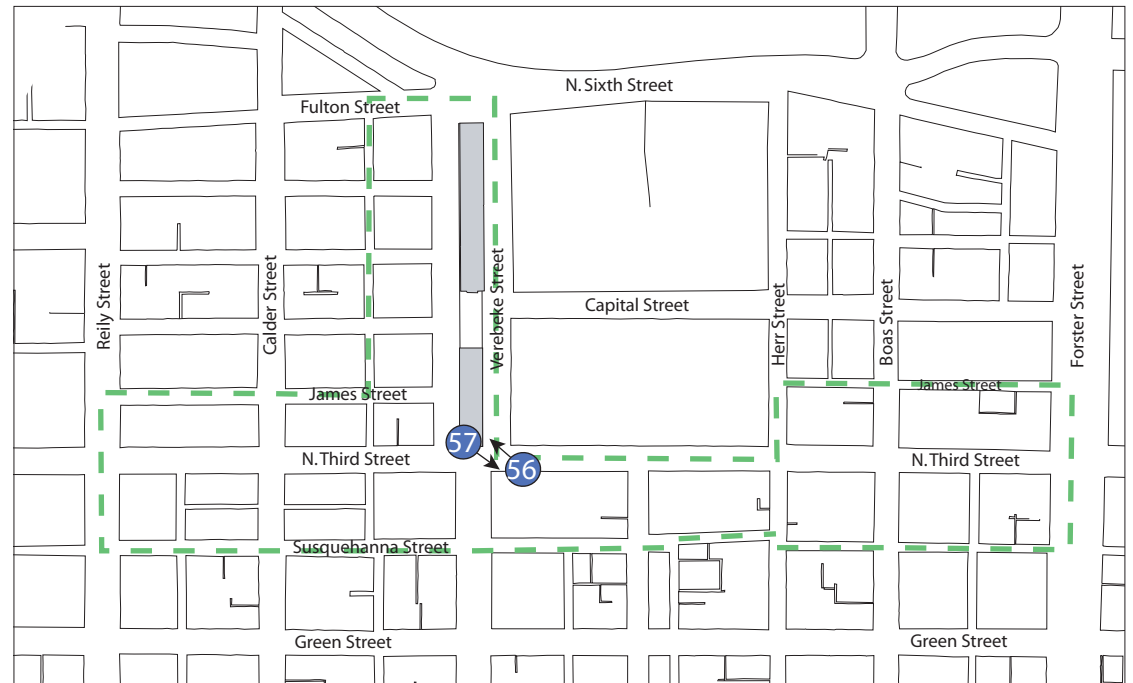 N. Sixth Street
Fulton Street
Reily Street
Calder Street
Verebeke Street
Capital Street
Herr Street
Boas Street
Forster Street
James Street
James Street
57
56
N. Third Street
N. Third Street
Susquehanna Street
Green Street
Green Street